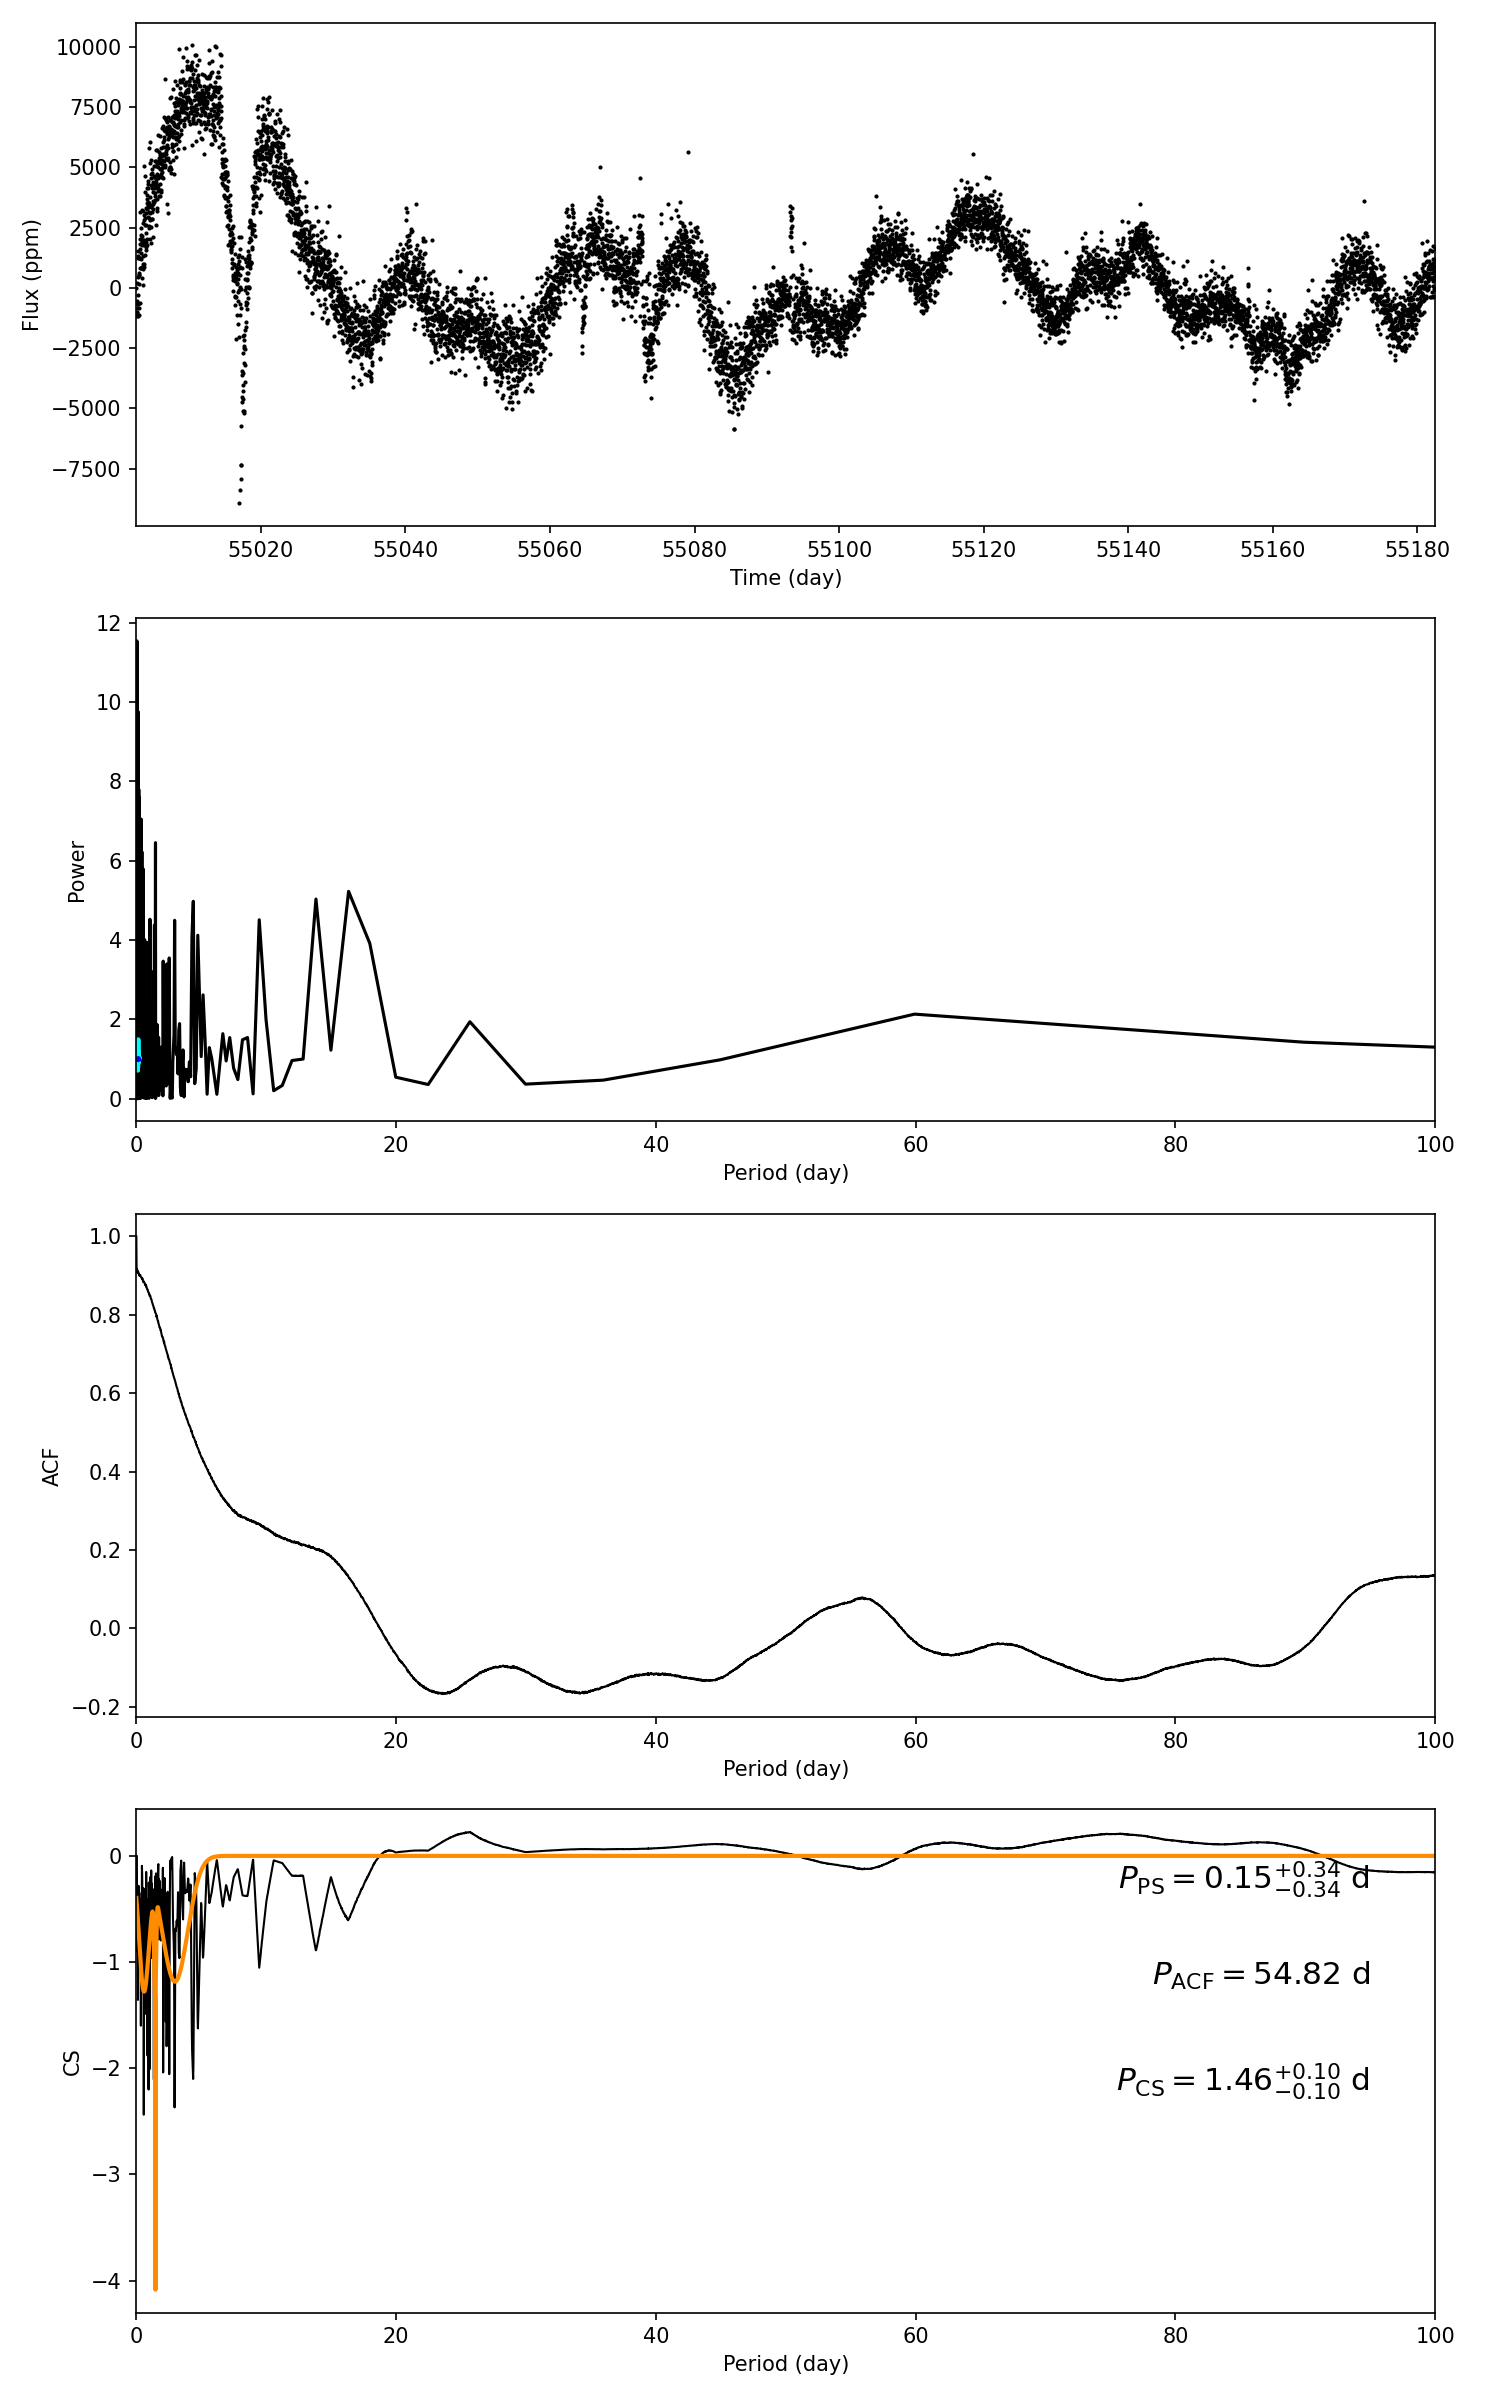 10000
7500
5000
2500
0
−2500
−5000
−7500
Flux (ppm)
55020 55040 55060 55080 55100 55120 55140 55160 55180
Time (day)
12
10
8
6
4
2
0
Power
0 20 40 60 80 100
Period (day)
1.0
0.8
0.6
0.4
0.2
0.0
−0.2
ACF
0 20 40 60 80 100
Period (day)
0
−1
−2
−3
−4
CS
P_PS = 0.15^{+0.34}_{−0.34} d
P_ACF = 54.82 d
P_CS = 1.46^{+0.10}_{−0.10} d
0 20 40 60 80 100
Period (day)